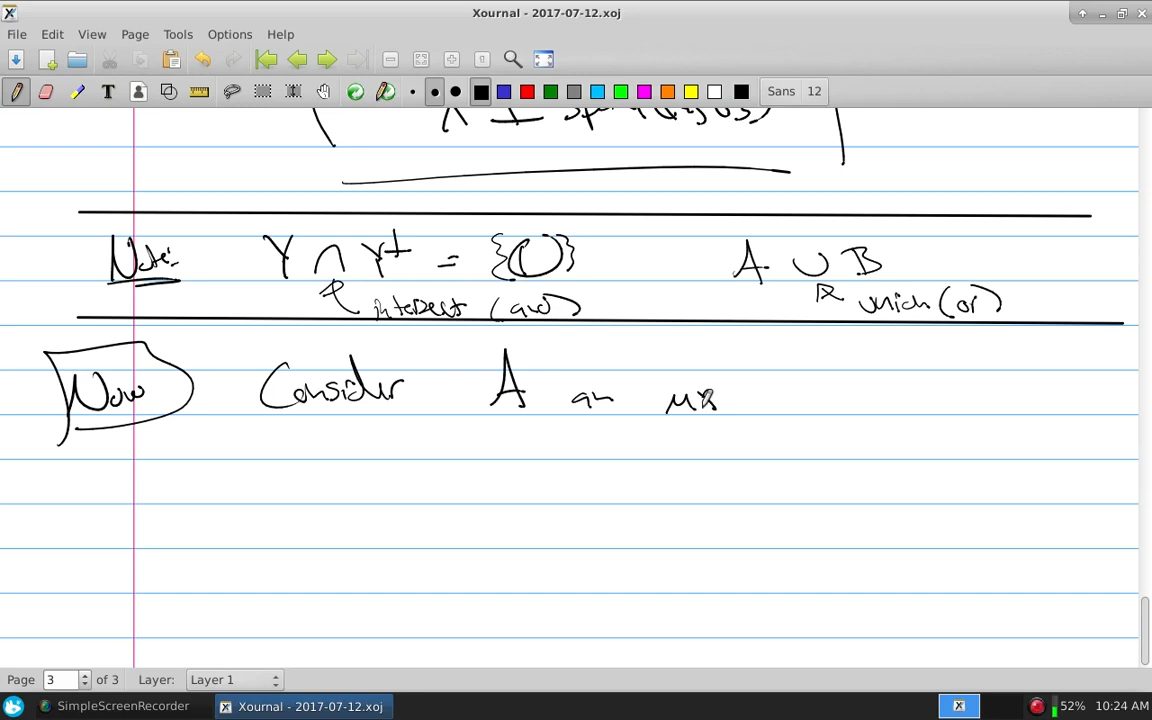 Xournal - 2017-07-12.xoj
File Edit View Page Tools Options Help
Sans 12
Note: Y ∩ Y⊥ = {0} A ∪ B
intersect (and) union (or)
Now Consider A an
Page 3 of 3 Layer: Layer 1
SimpleScreenRecorder Xournal - 2017-07-12.xoj 52% 10:24 AM